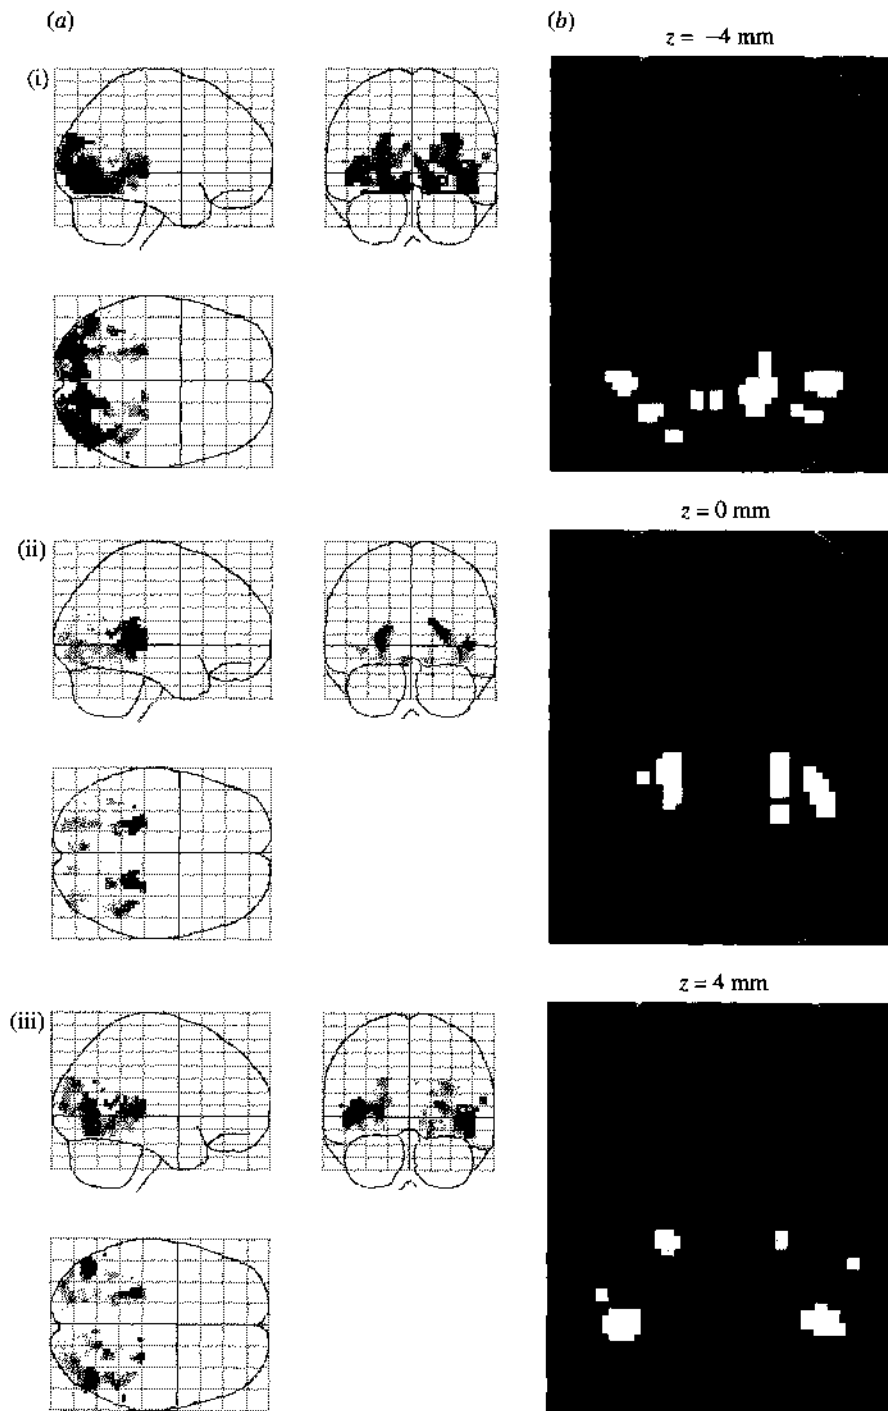 (a)
(b)
z = –4 mm
(i)
z = 0 mm
(ii)
z = 4 mm
(iii)